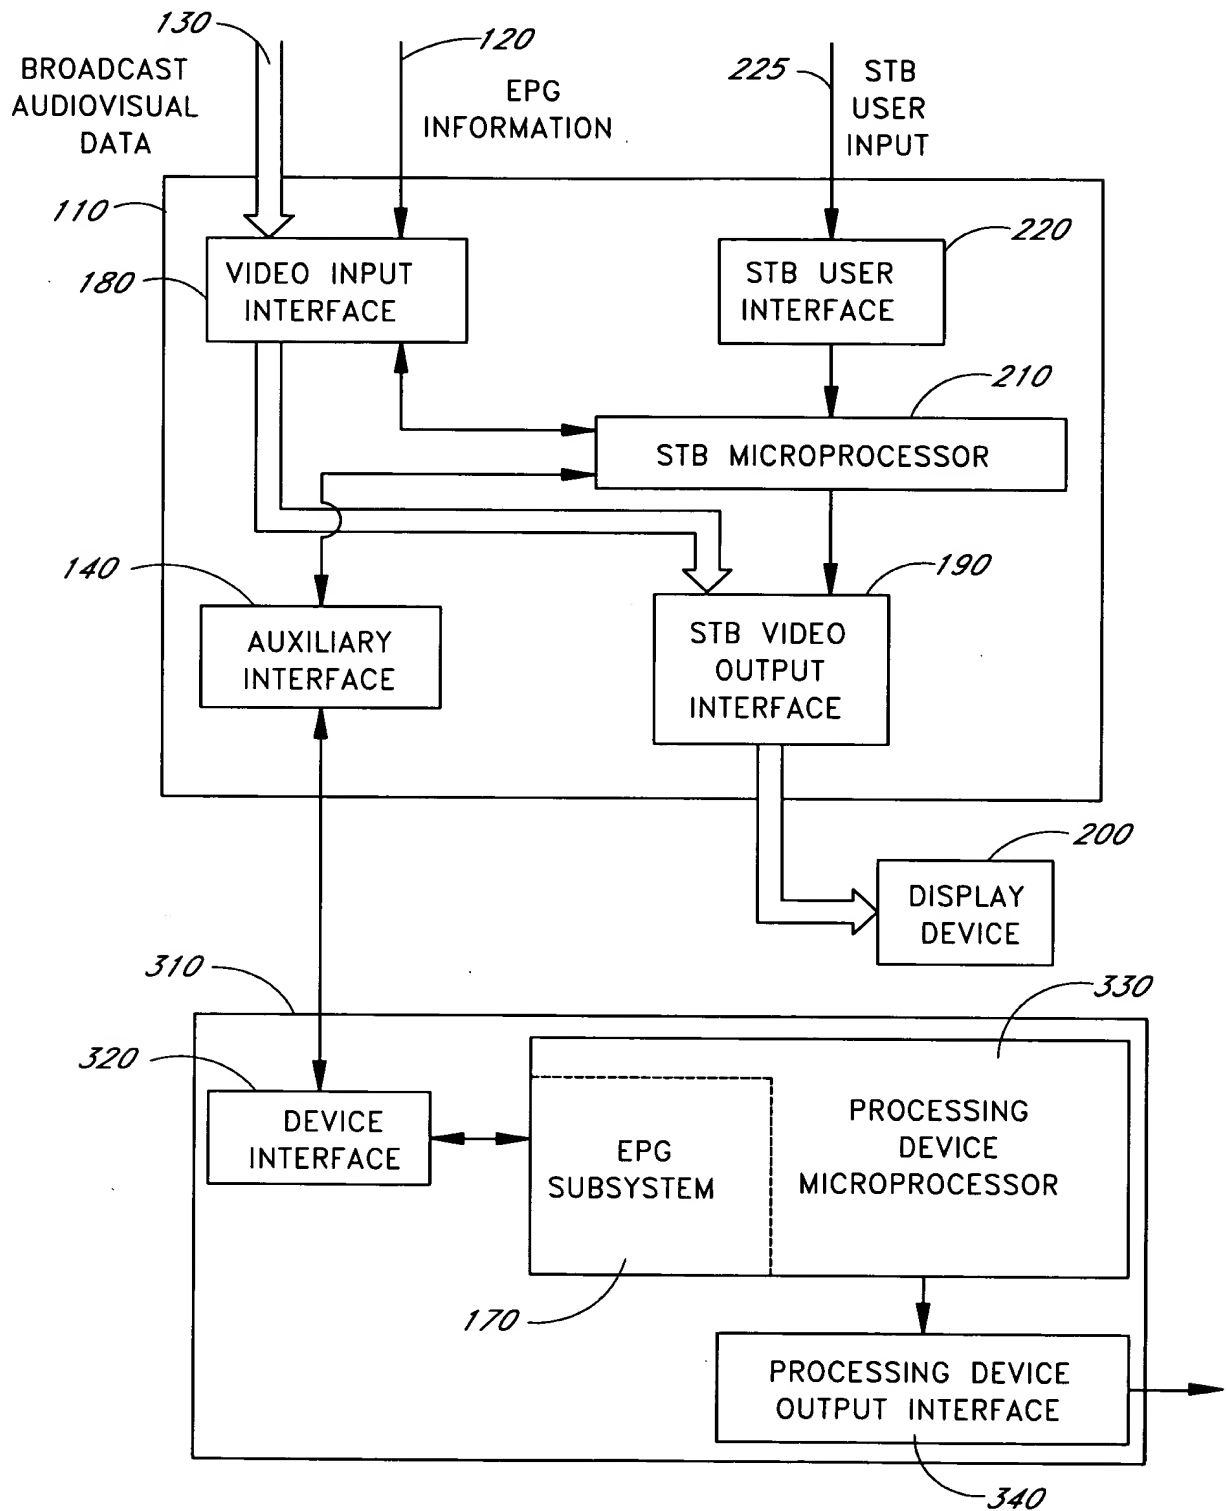 130
120
BROADCAST
AUDIOVISUAL
DATA
EPG
INFORMATION
225
STB
USER
INPUT
110
180
VIDEO INPUT
INTERFACE
220
STB USER
INTERFACE
210
STB MICROPROCESSOR
140
AUXILIARY
INTERFACE
190
STB VIDEO
OUTPUT
INTERFACE
200
DISPLAY
DEVICE
310
330
320
DEVICE
INTERFACE
EPG
SUBSYSTEM
PROCESSING
DEVICE
MICROPROCESSOR
170
PROCESSING DEVICE
OUTPUT INTERFACE
340